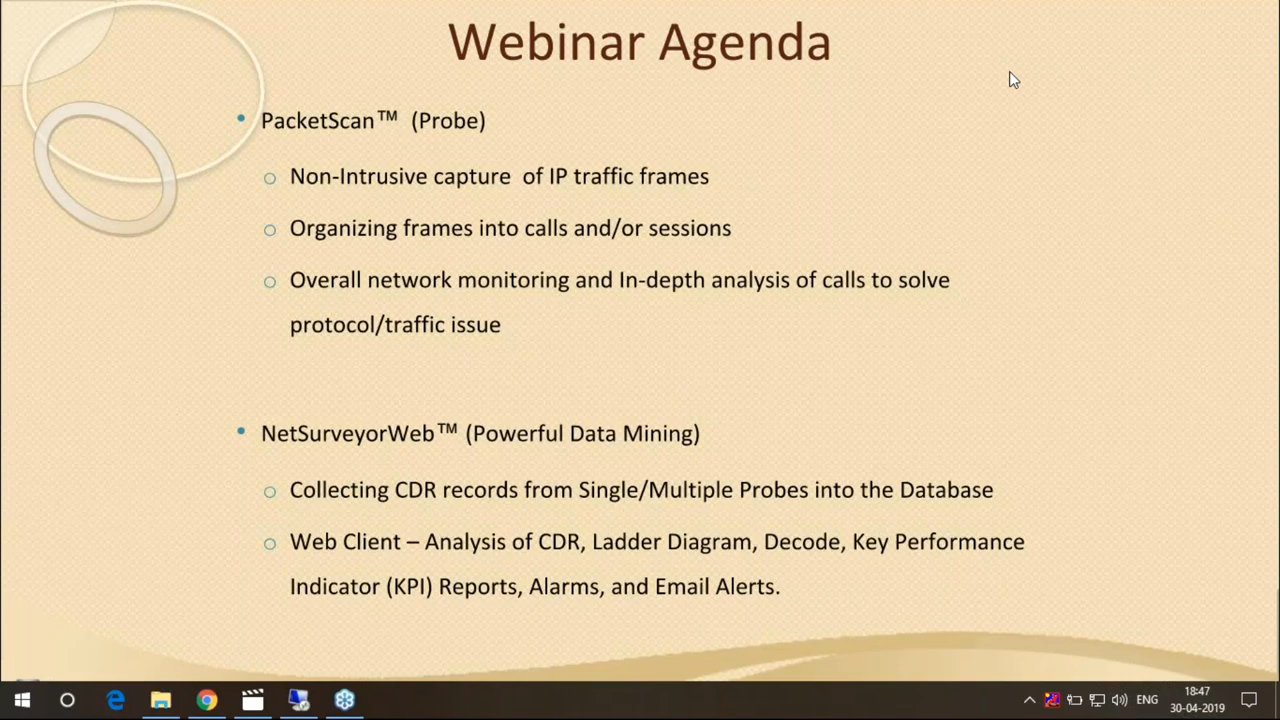 Webinar Agenda
• PacketScan™ (Probe)
o Non-Intrusive capture of IP traffic frames
o Organizing frames into calls and/or sessions
o Overall network monitoring and In-depth analysis of calls to solve
protocol/traffic issue
• NetSurveyorWeb™ (Powerful Data Mining)
o Collecting CDR records from Single/Multiple Probes into the Database
o Web Client – Analysis of CDR, Ladder Diagram, Decode, Key Performance
Indicator (KPI) Reports, Alarms, and Email Alerts.
ENG
18:47
30-04-2019